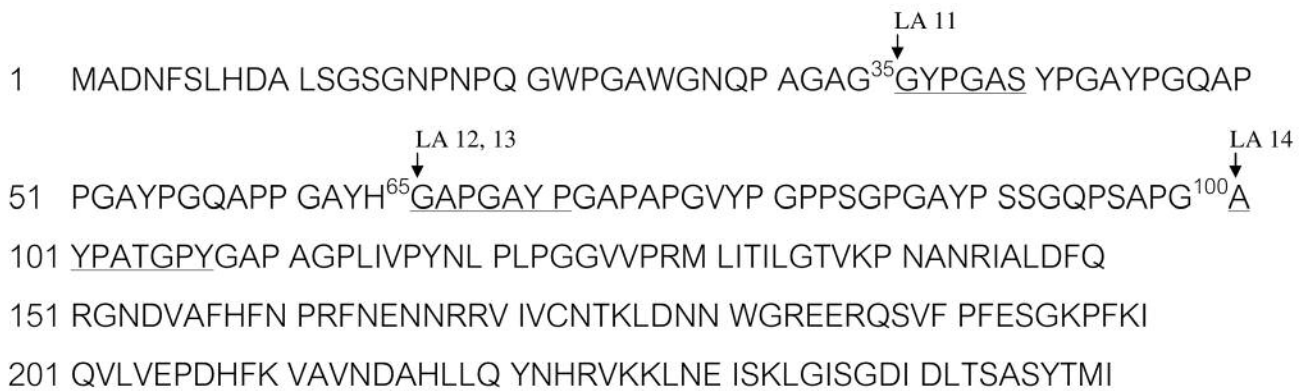 LA 11
1 MADNFSLHDA LSGSGNPNPQ GWPGAWGNQP AGAG³⁵GYPGAS YPGAYPGQAP
LA 12, 13 LA 14
51 PGAYPGQAPP GAYH⁶⁵GAPGAY PGAPAPGVYP GPPSGPGAYP SSGQPSAPG¹⁰⁰A
101 YPATGPYGAP AGPLIVPYNL PLPGGVVPRM LITILGTVKP NANRIALDFQ
151 RGNDVAFHFN PRFNENNRRV IVCNTKLDNN WGREERQSVF PFESGKPFKI
201 QVLVEPDHFK VAVNDAHLLQ YNHRVKKLNE ISKLGISGDI DLTSASYTMI